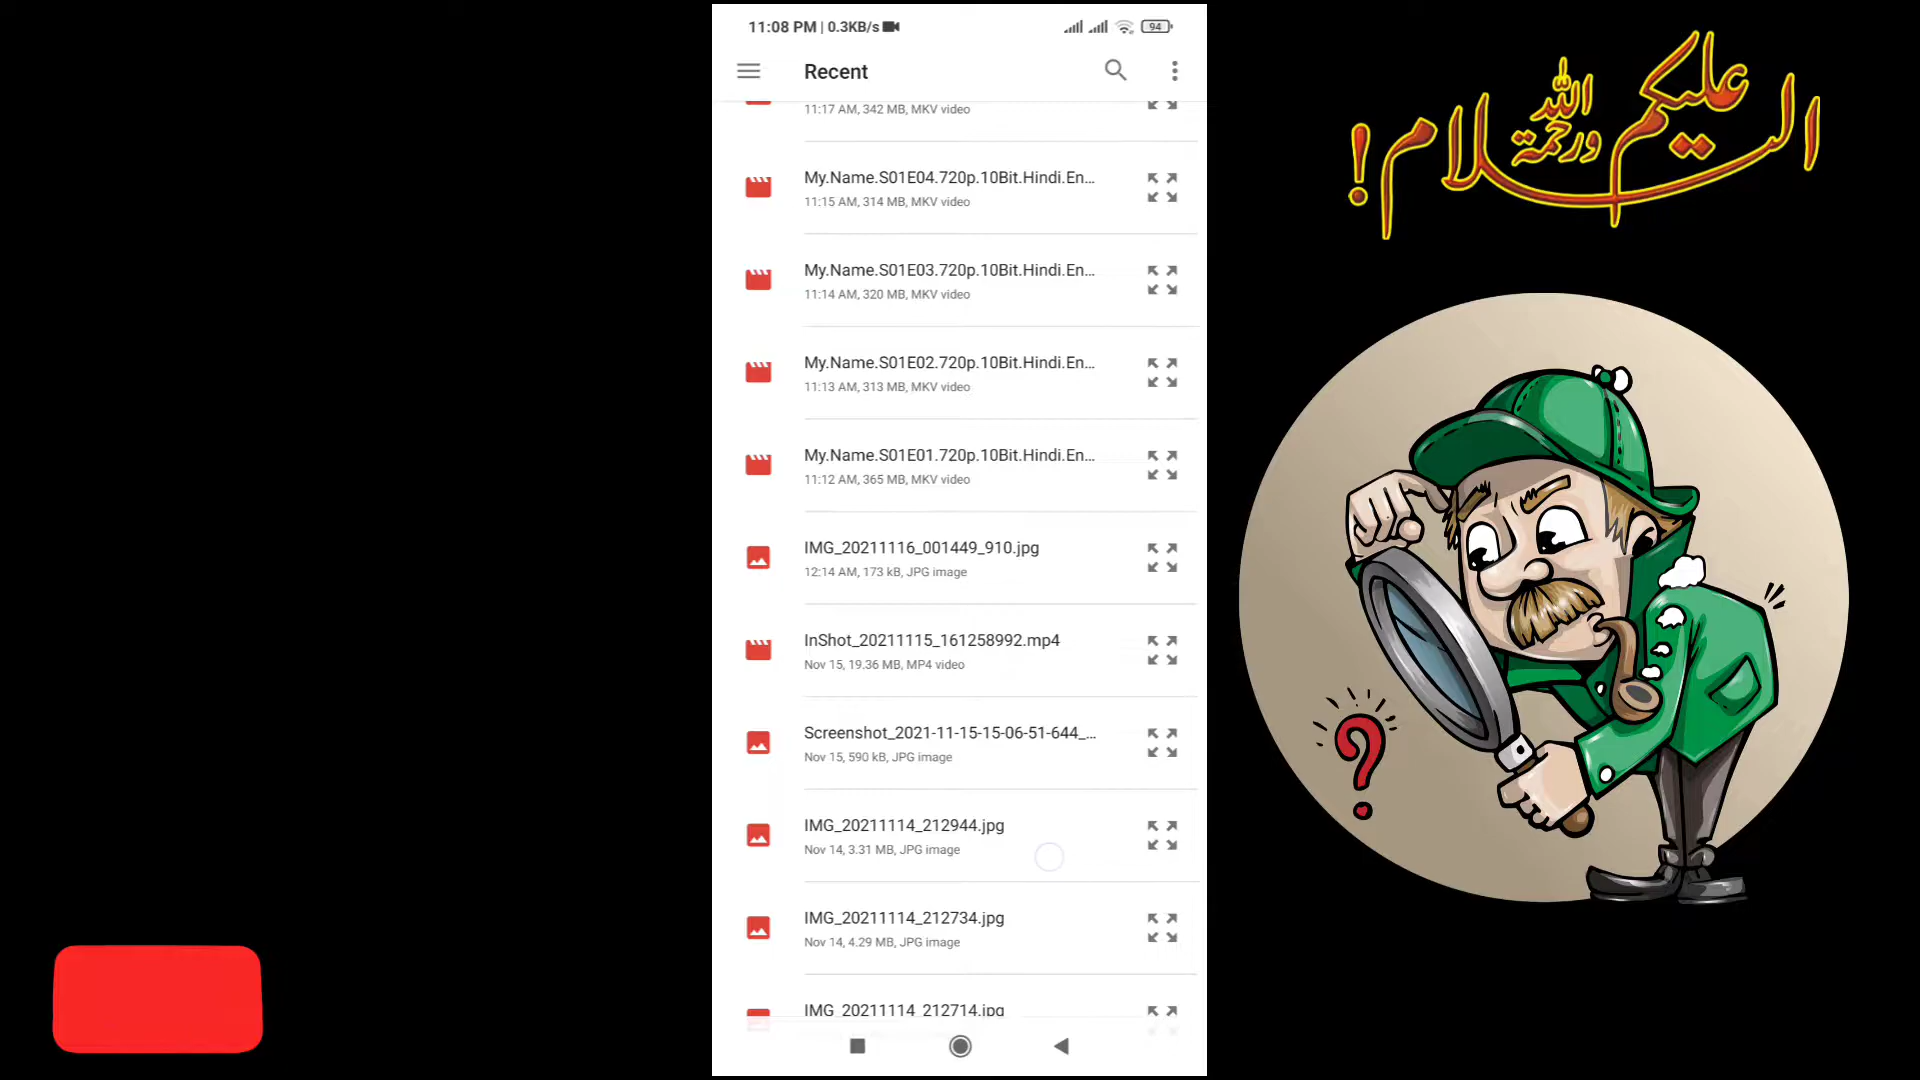 11:08 PM | 0.3KB/s
94
Recent
11:17 AM, 342 MB, MKV video
My.Name.S01E04.720p.10Bit.Hindi.En...
11:15 AM, 314 MB, MKV video
My.Name.S01E03.720p.10Bit.Hindi.En...
11:14 AM, 320 MB, MKV video
My.Name.S01E02.720p.10Bit.Hindi.En...
11:13 AM, 313 MB, MKV video
My.Name.S01E01.720p.10Bit.Hindi.En...
11:12 AM, 365 MB, MKV video
IMG_20211116_001449_910.jpg
12:14 AM, 173 kB, JPG image
InShot_20211115_161258992.mp4
Nov 15, 19.36 MB, MP4 video
Screenshot_2021-11-15-15-06-51-644_...
Nov 15, 590 kB, JPG image
IMG_20211114_212944.jpg
Nov 14, 3.31 MB, JPG image
IMG_20211114_212734.jpg
Nov 14, 4.29 MB, JPG image
IMG_20211114_212714.jpg
السلام عليكم ورحمة الله!
?